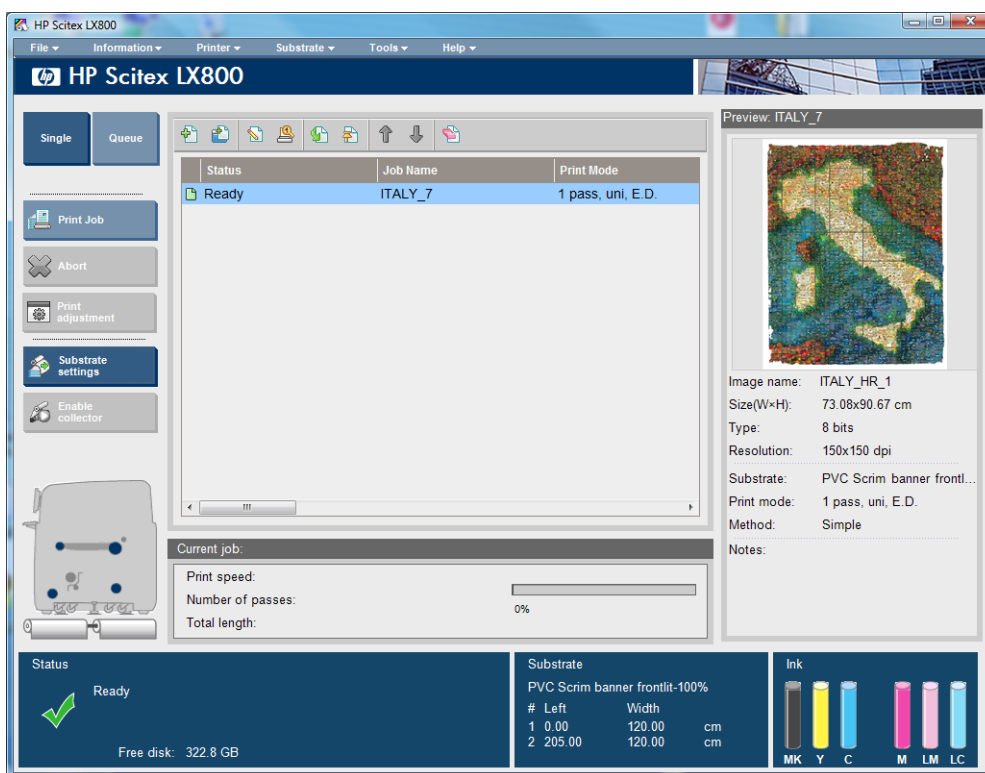 HP Scitex LX800
File Information Printer Substrate Tools Help
hp HP Scitex LX800
Single Queue
Print Job
Abort
Print
adjustment
Substrate
settings
Enable
collector
Status Job Name Print Mode
Ready ITALY_7 1 pass, uni, E.D.
Current job:
Print speed:
Number of passes:
Total length:
0%
Preview: ITALY_7
Image name: ITALY_HR_1
Size(W×H): 73.08x90.67 cm
Type: 8 bits
Resolution: 150x150 dpi
Substrate: PVC Scrim banner frontl...
Print mode: 1 pass, uni, E.D.
Method: Simple
Notes:
Status
Ready
Free disk: 322.8 GB
Substrate
PVC Scrim banner frontlit-100%
# Left Width
1 0.00 120.00 cm
2 205.00 120.00 cm
Ink
MK Y C M LM LC